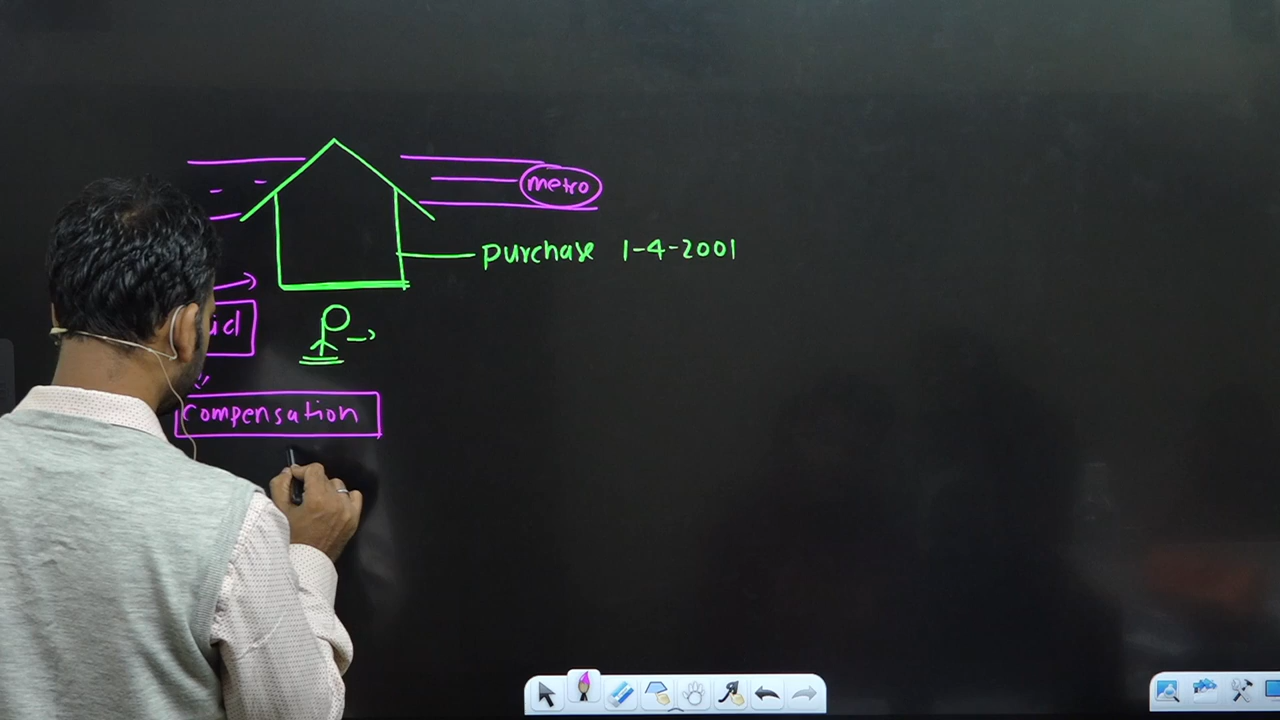 metro
purchase 1-4-2001
compensation